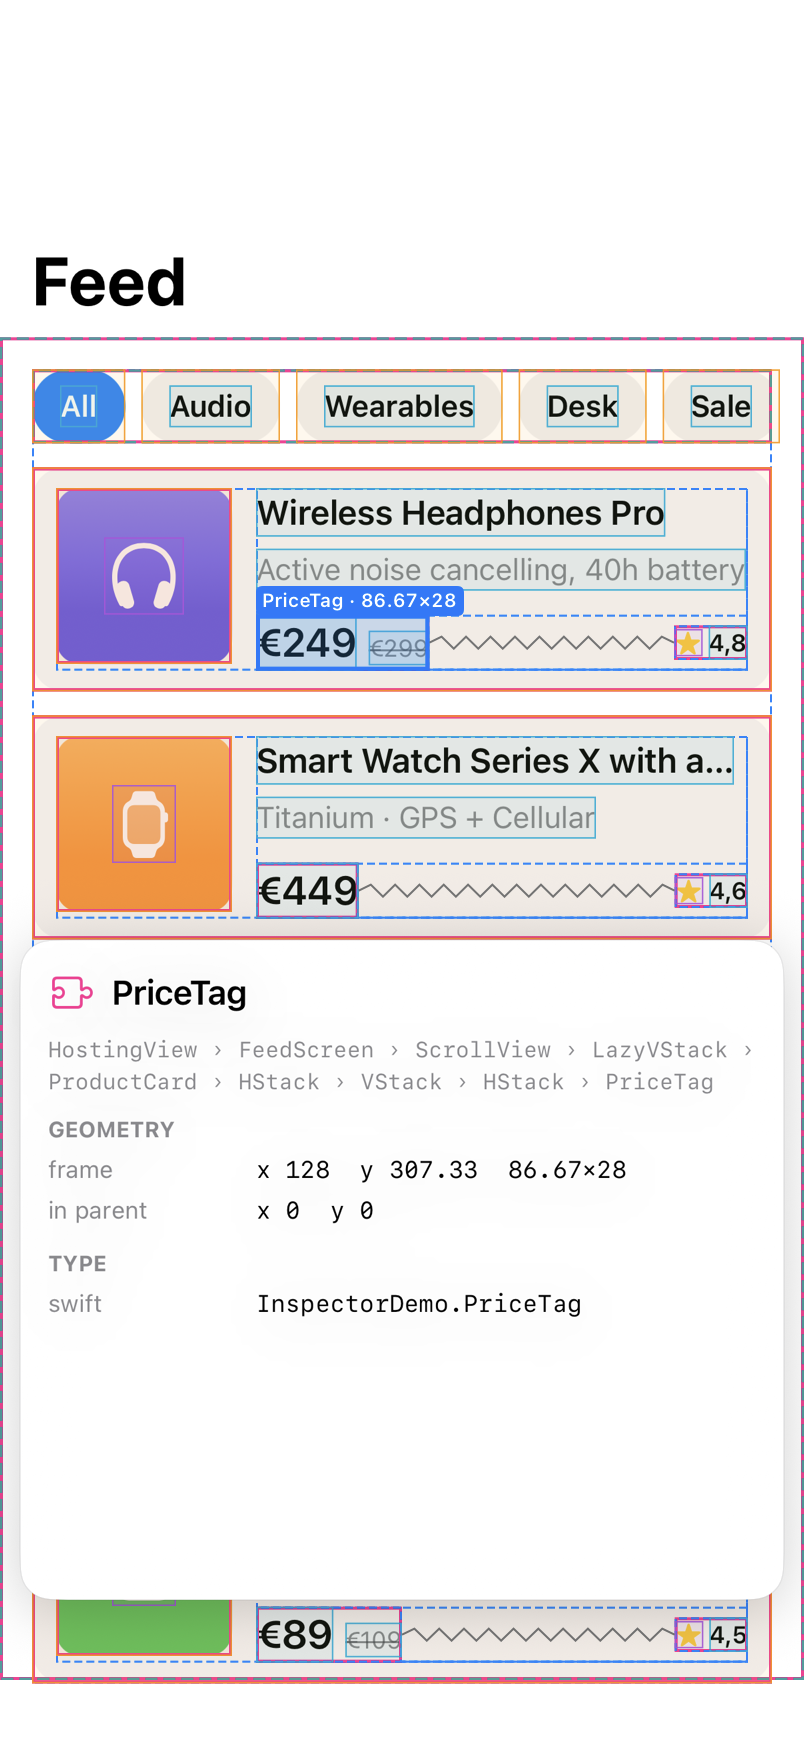 Feed
All Audio Wearables Desk Sale
Wireless Headphones Pro
Active noise cancelling, 40h battery
PriceTag · 86.67×28
€249 €299 4,8
Smart Watch Series X with a...
Titanium · GPS + Cellular
€449 4,6
PriceTag
HostingView › FeedScreen › ScrollView › LazyVStack ›
ProductCard › HStack › VStack › HStack › PriceTag
GEOMETRY
frame x 128 y 307.33 86.67×28
in parent x 0 y 0
TYPE
swift InspectorDemo.PriceTag
€89 €109 4,5